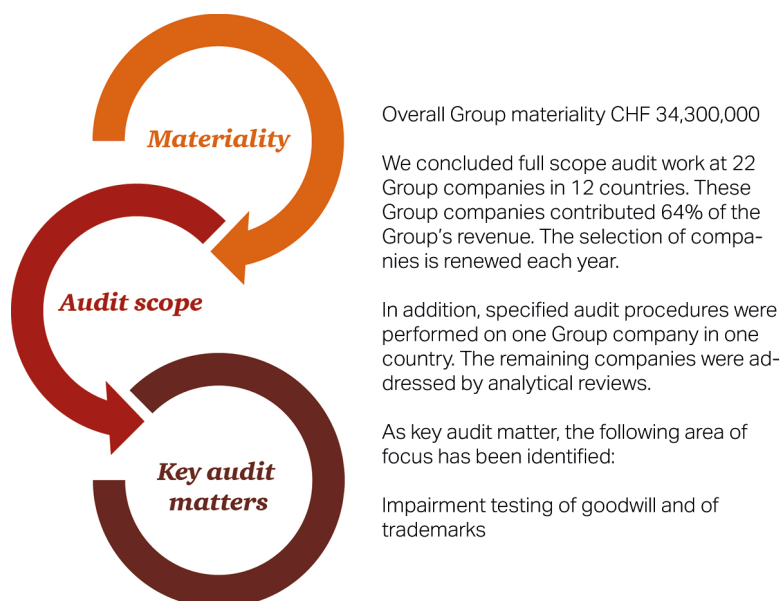 Materiality
Overall Group materiality CHF 34,300,000
We concluded full scope audit work at 22
Group companies in 12 countries. These
Group companies contributed 64% of the
Group’s revenue. The selection of compa-
nies is renewed each year.
Audit scope
In addition, specified audit procedures were
performed on one Group company in one
country. The remaining companies were ad-
dressed by analytical reviews.
Key audit
matters
As key audit matter, the following area of
focus has been identified:
Impairment testing of goodwill and of
trademarks